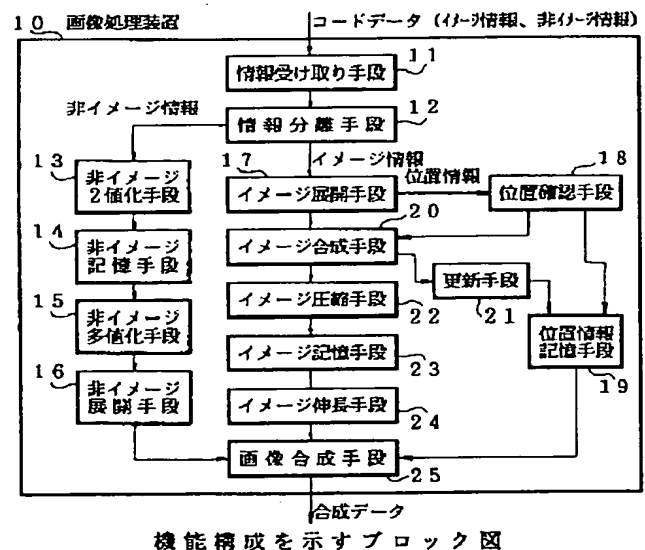 10 画像処理装置
コードデータ (イメージ情報、非イメージ情報)
11
情報受け取り手段
12
情報分離手段
非イメージ情報
イメージ情報
13
非イメージ
2値化手段
14
非イメージ
記憶手段
15
非イメージ
多値化手段
16
非イメージ
展開手段
17
イメージ展開手段
位置情報
18
位置確認手段
20
イメージ合成手段
更新手段
21
イメージ圧縮手段
22
位置情報
記憶手段
19
イメージ記憶手段
23
イメージ伸長手段
24
画像合成手段
25
合成データ
機能構成を示すブロック図